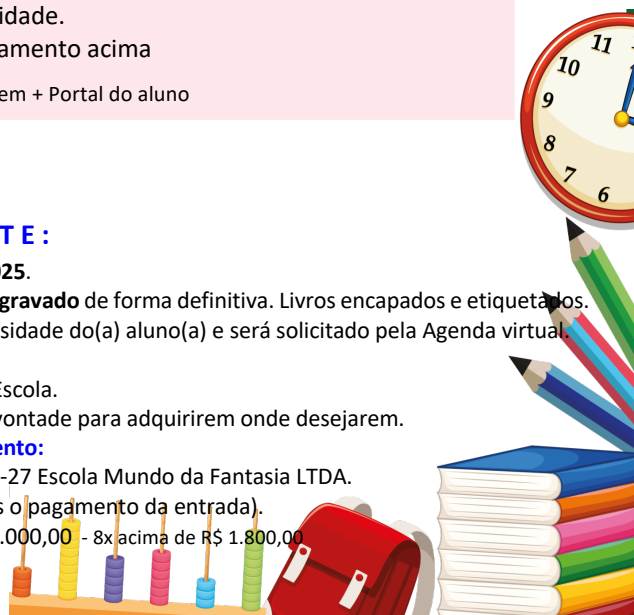 idade.
amento acima
em + Portal do aluno
11
10
9
8
7
6
T E :
025.
gravado de forma definitiva. Livros encapados e etiquetados.
sidade do(a) aluno(a) e será solicitado pela Agenda virtual.
Escola.
vontade para adquirirem onde desejarem.
ento:
-27 Escola Mundo da Fantasia LTDA.
s o pagamento da entrada).
.000,00 - 8x acima de R$ 1.800,00